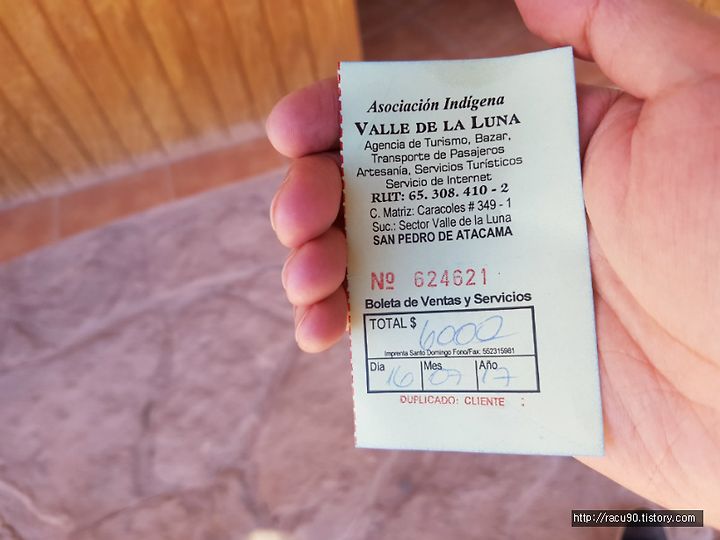 Asociación Indígena
VALLE DE LA LUNA
Agencia de Turismo, Bazar,
Transporte de Pasajeros
Artesanía, Servicios Turísticos
Servicio de Internet
RUT: 65. 308. 410 - 2
C. Matriz: Caracoles # 349 - 1
Suc.: Sector Valle de la Luna
SAN PEDRO DE ATACAMA
Nº 624621
Boleta de Ventas y Servicios
TOTAL $ 6000
Imprenta Santo Domingo Fono/Fax: 552315981
Día Mes Año
16 07 17
DUPLICADO: CLIENTE :
http://racu90.tistory.com